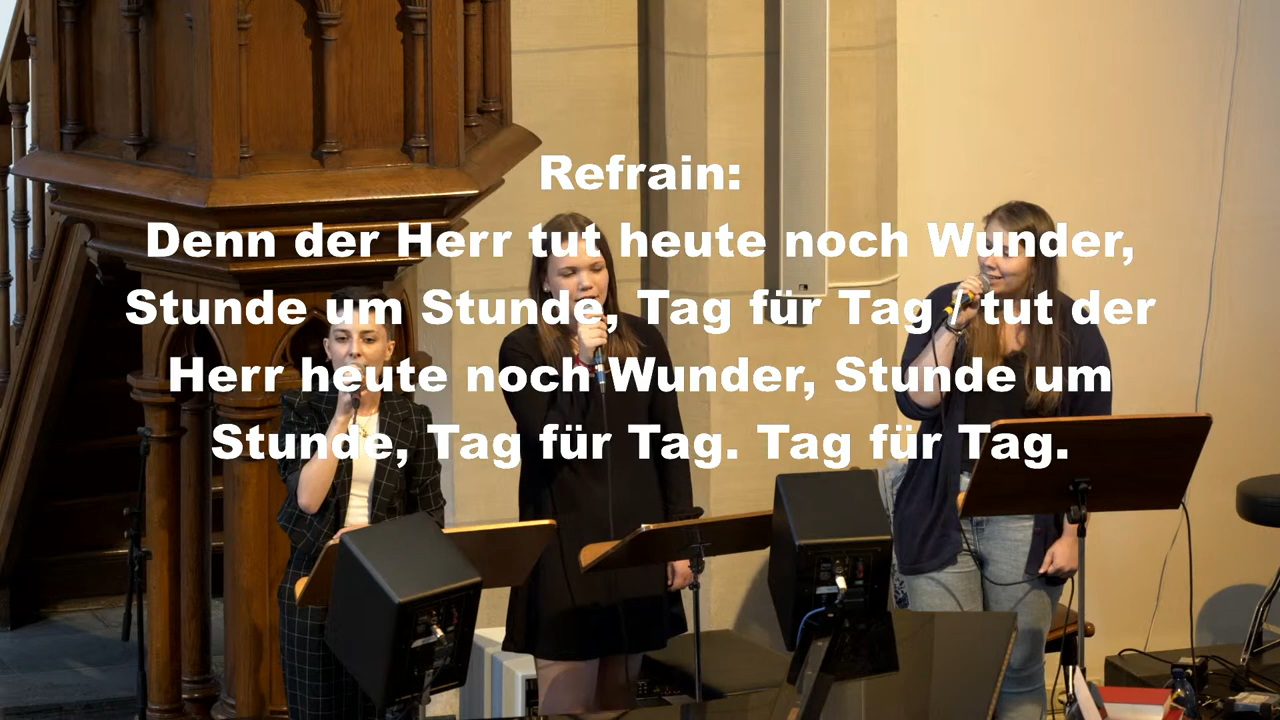 Refrain:
Denn der Herr tut heute noch Wunder,
Stunde um Stunde, Tag für Tag / tut der
Herr heute noch Wunder, Stunde um
Stunde, Tag für Tag. Tag für Tag.